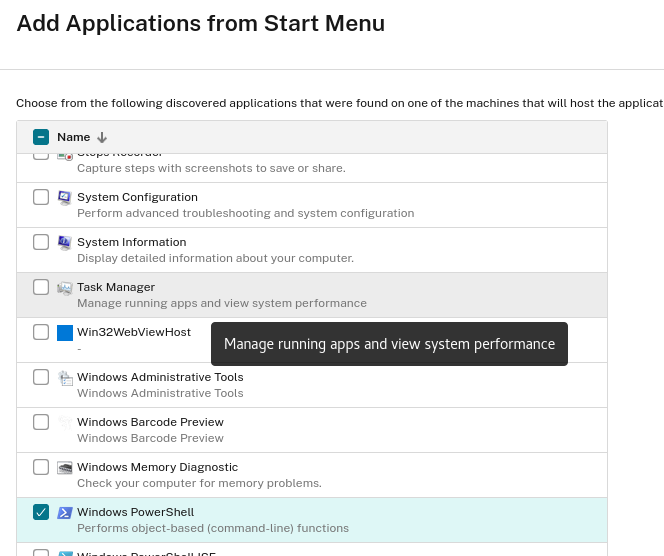 Add Applications from Start Menu
Choose from the following discovered applications that were found on one of the machines that will host the applicat
Name
Steps Recorder
Capture steps with screenshots to save or share.
System Configuration
Perform advanced troubleshooting and system configuration
System Information
Display detailed information about your computer.
Task Manager
Manage running apps and view system performance
Win32WebViewHost
-
Manage running apps and view system performance
Windows Administrative Tools
Windows Administrative Tools
Windows Barcode Preview
Windows Barcode Preview
Windows Memory Diagnostic
Check your computer for memory problems.
Windows PowerShell
Performs object-based (command-line) functions
Windows PowerShell ISE